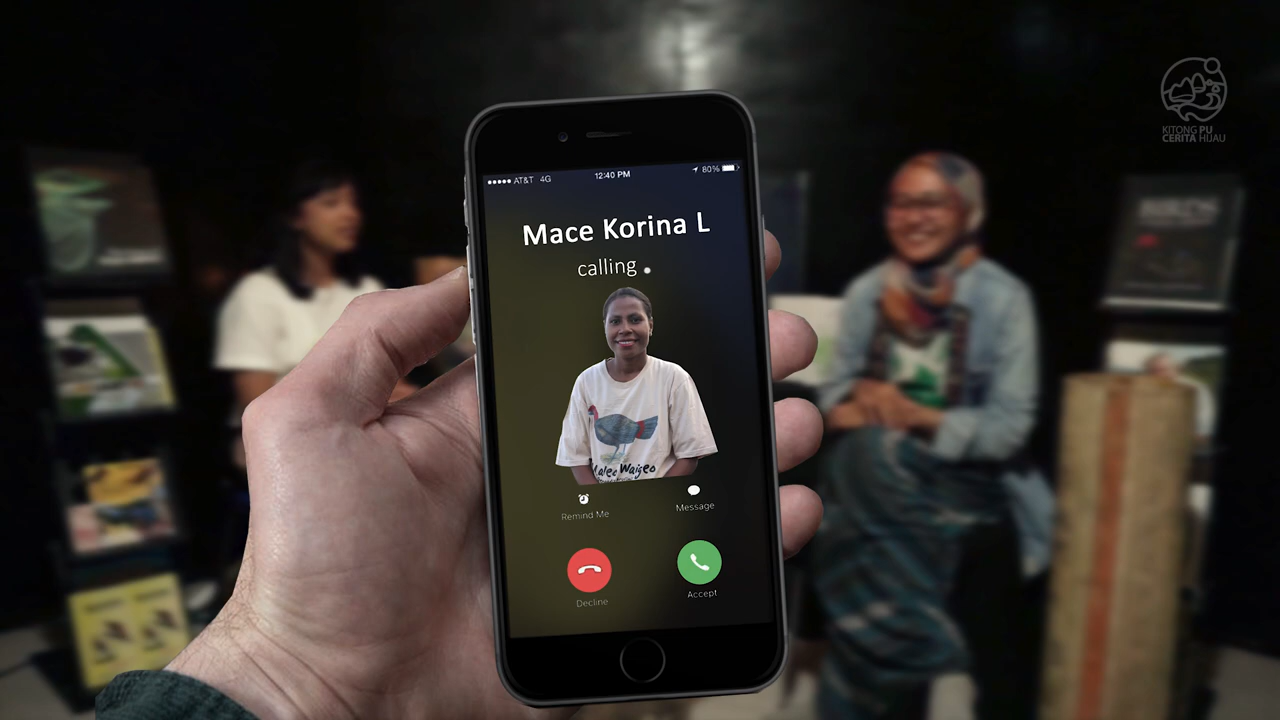 KITONG PU
CERITA HIJAU
AT&T 4G
12:40 PM
80%
Mace Korina L
calling
Maleo Waigeo
Remind Me
Message
Decline
Accept